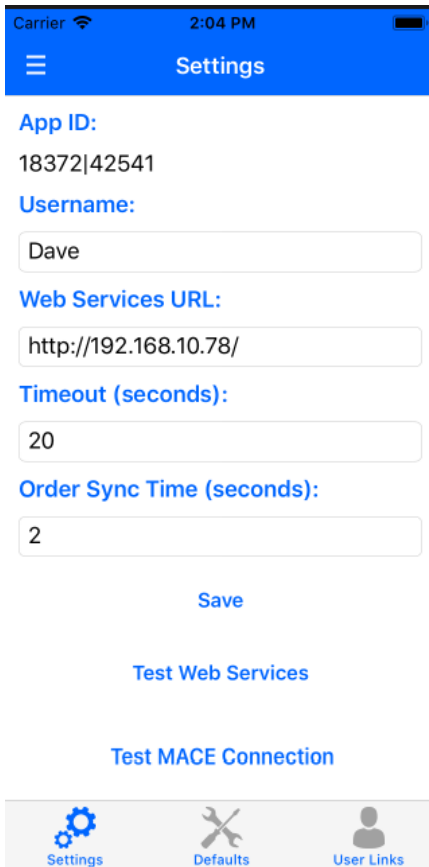 Carrier 2:04 PM
Settings
App ID:
18372|42541
Username:
Dave
Web Services URL:
http://192.168.10.78/
Timeout (seconds):
20
Order Sync Time (seconds):
2
Save
Test Web Services
Test MACE Connection
Settings Defaults User Links